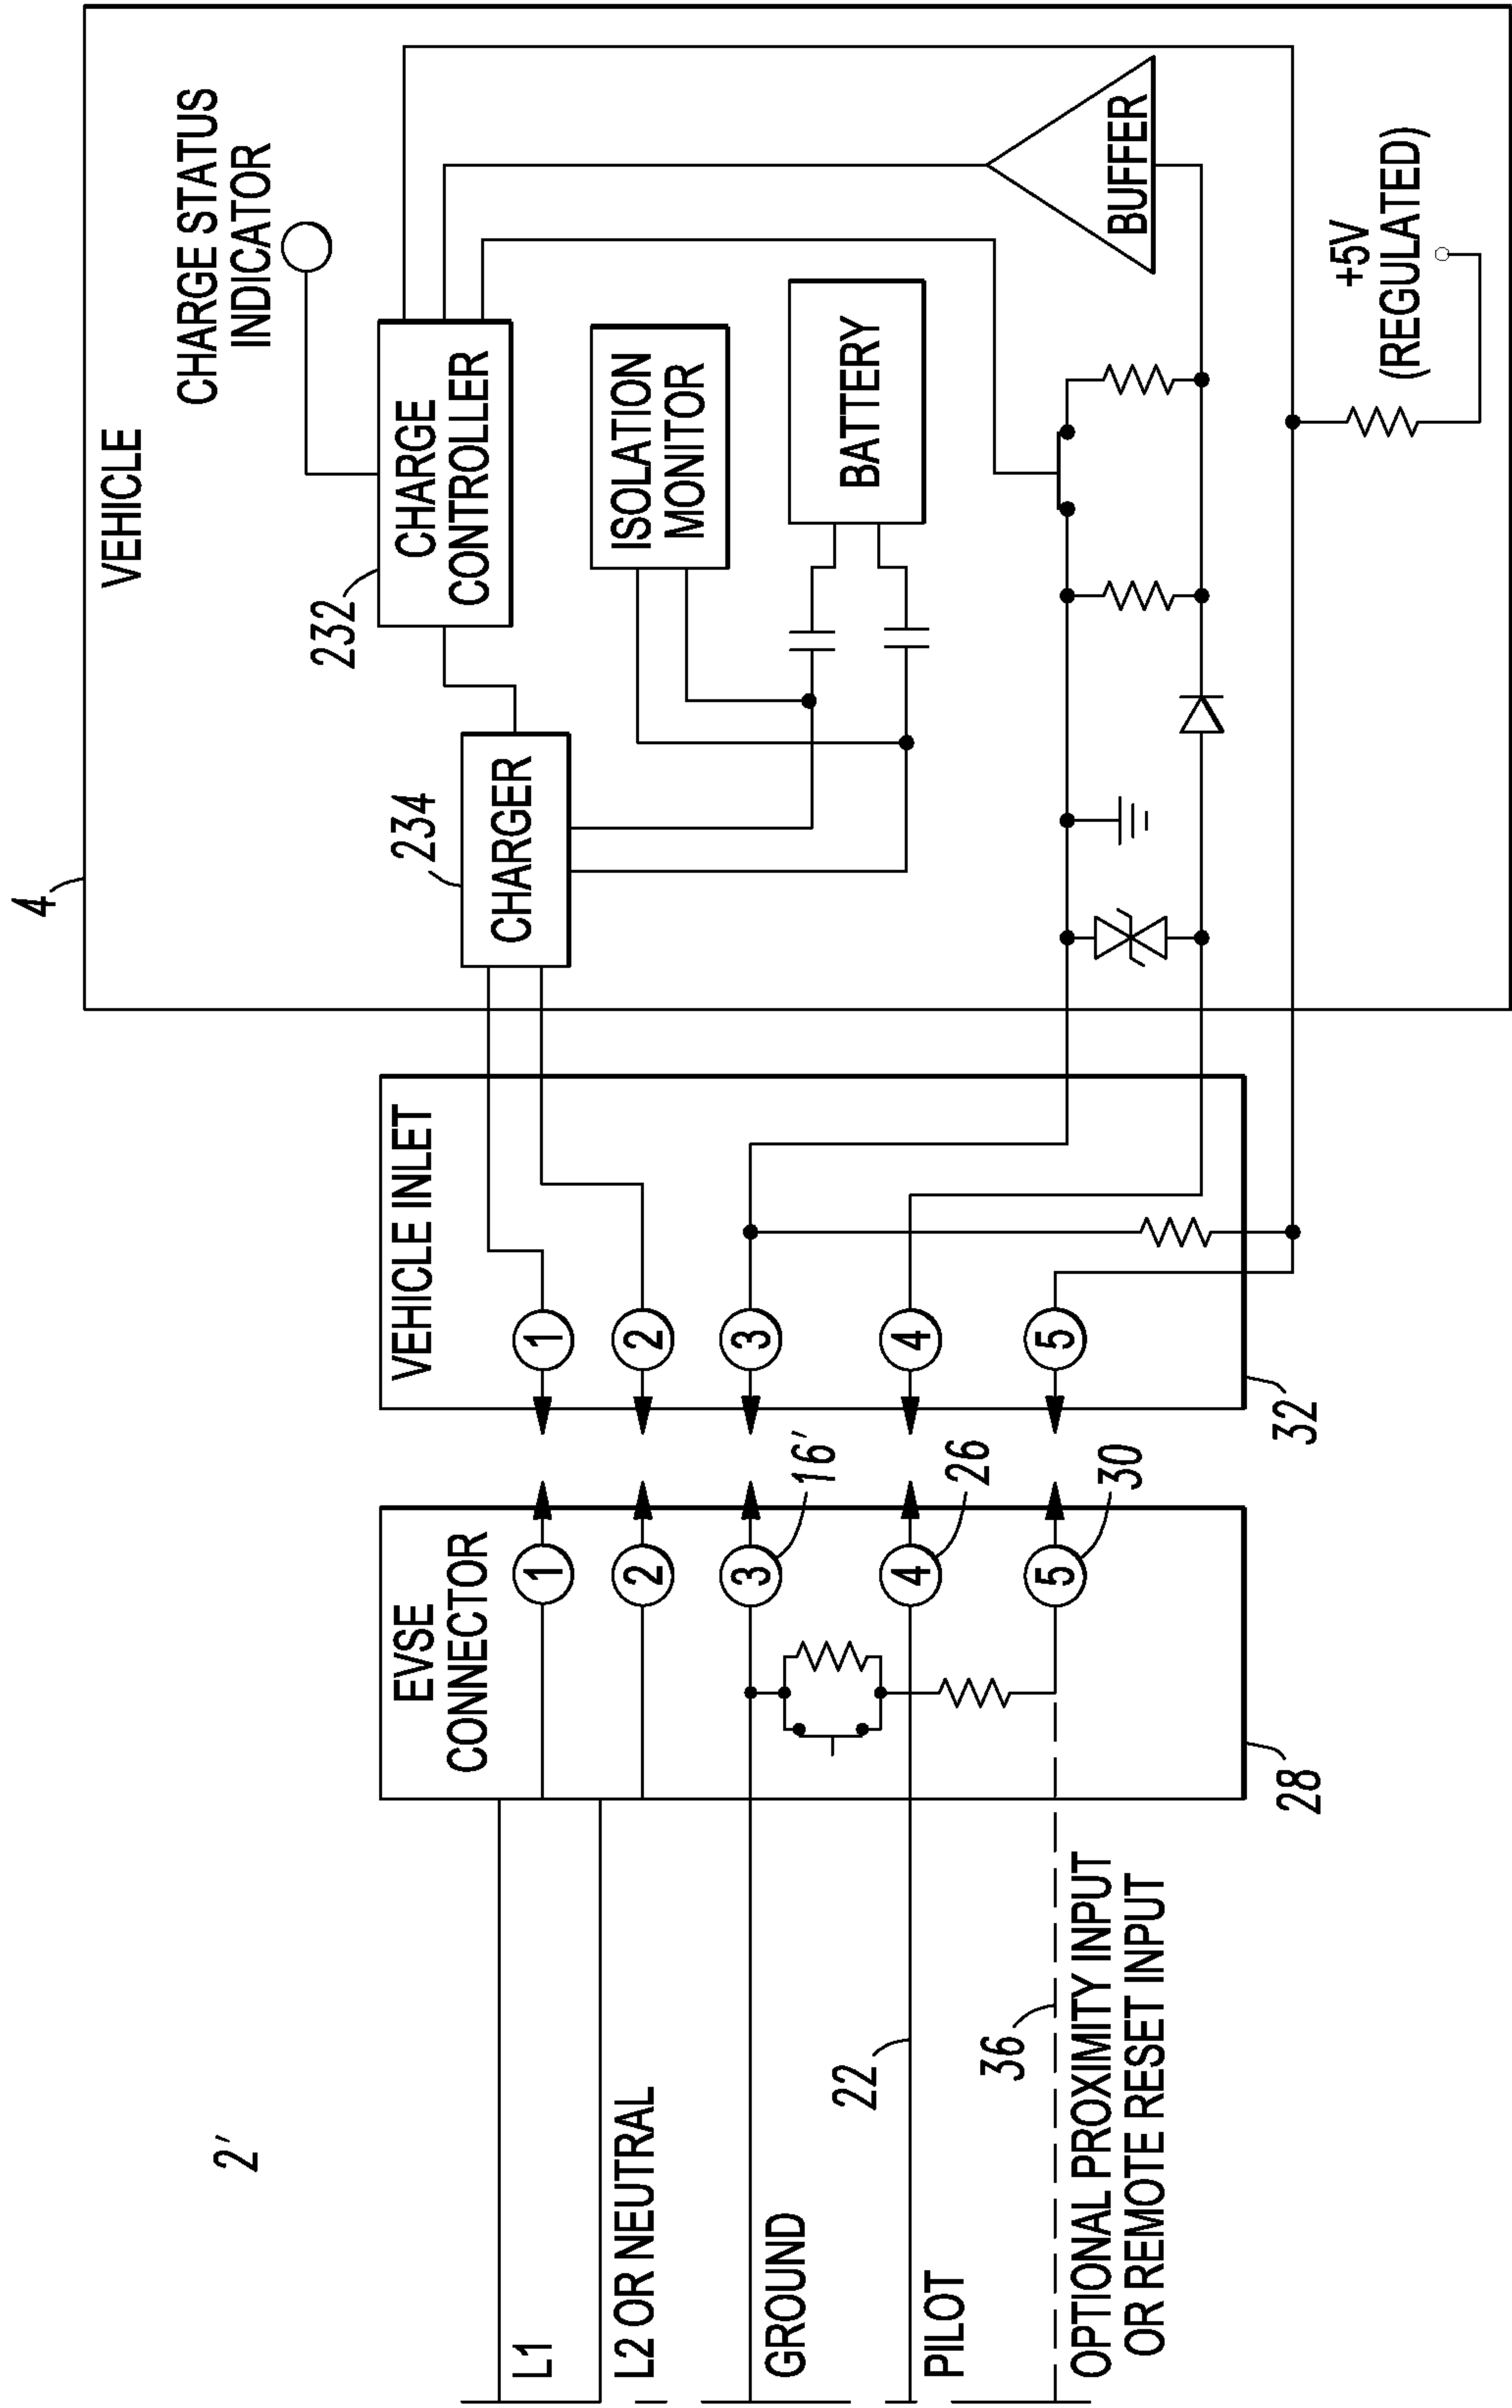 2′
L1
L2 OR NEUTRAL
GROUND
PILOT
22
36
OPTIONAL PROXIMITY INPUT
OR REMOTE RESET INPUT
EVSE
CONNECTOR
1
2
3
4
5
16′
26
30
28
VEHICLE INLET
1
2
3
4
5
32
4
VEHICLE
234
CHARGER
232
CHARGE
CONTROLLER
CHARGE STATUS
INDICATOR
ISOLATION
MONITOR
BATTERY
BUFFER
+5V
(REGULATED)